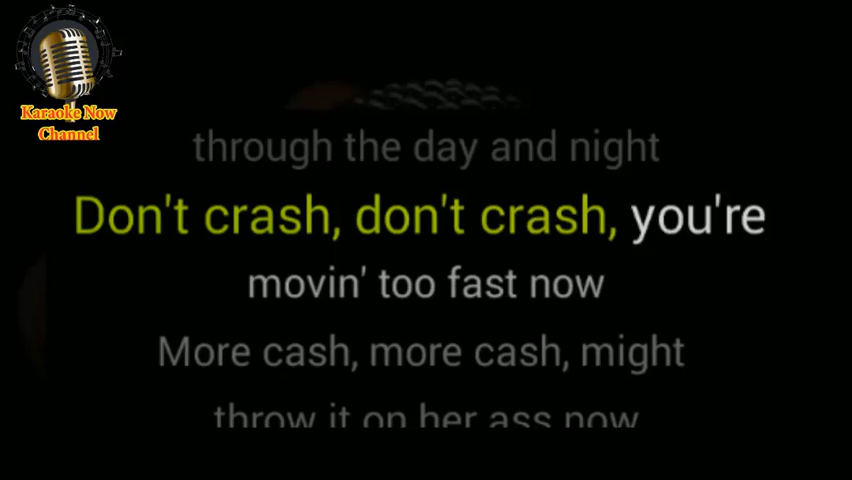 Karaoke Now
Channel
through the day and night
Don't crash, don't crash, you're
movin' too fast now
More cash, more cash, might
throw it on her ass now